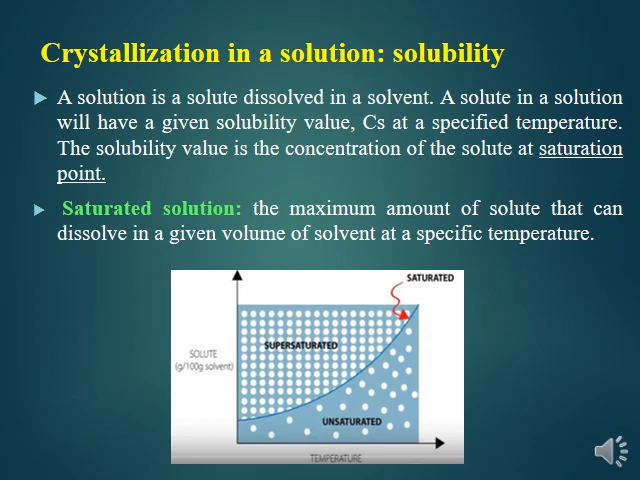 Crystallization in a solution: solubility
A solution is a solute dissolved in a solvent. A solute in a solution
will have a given solubility value, Cs at a specified temperature.
The solubility value is the concentration of the solute at saturation
point.
Saturated solution: the maximum amount of solute that can
dissolve in a given volume of solvent at a specific temperature.
SATURATED
SUPERSATURATED
SOLUTE
(g/100g solvent)
UNSATURATED
TEMPERATURE